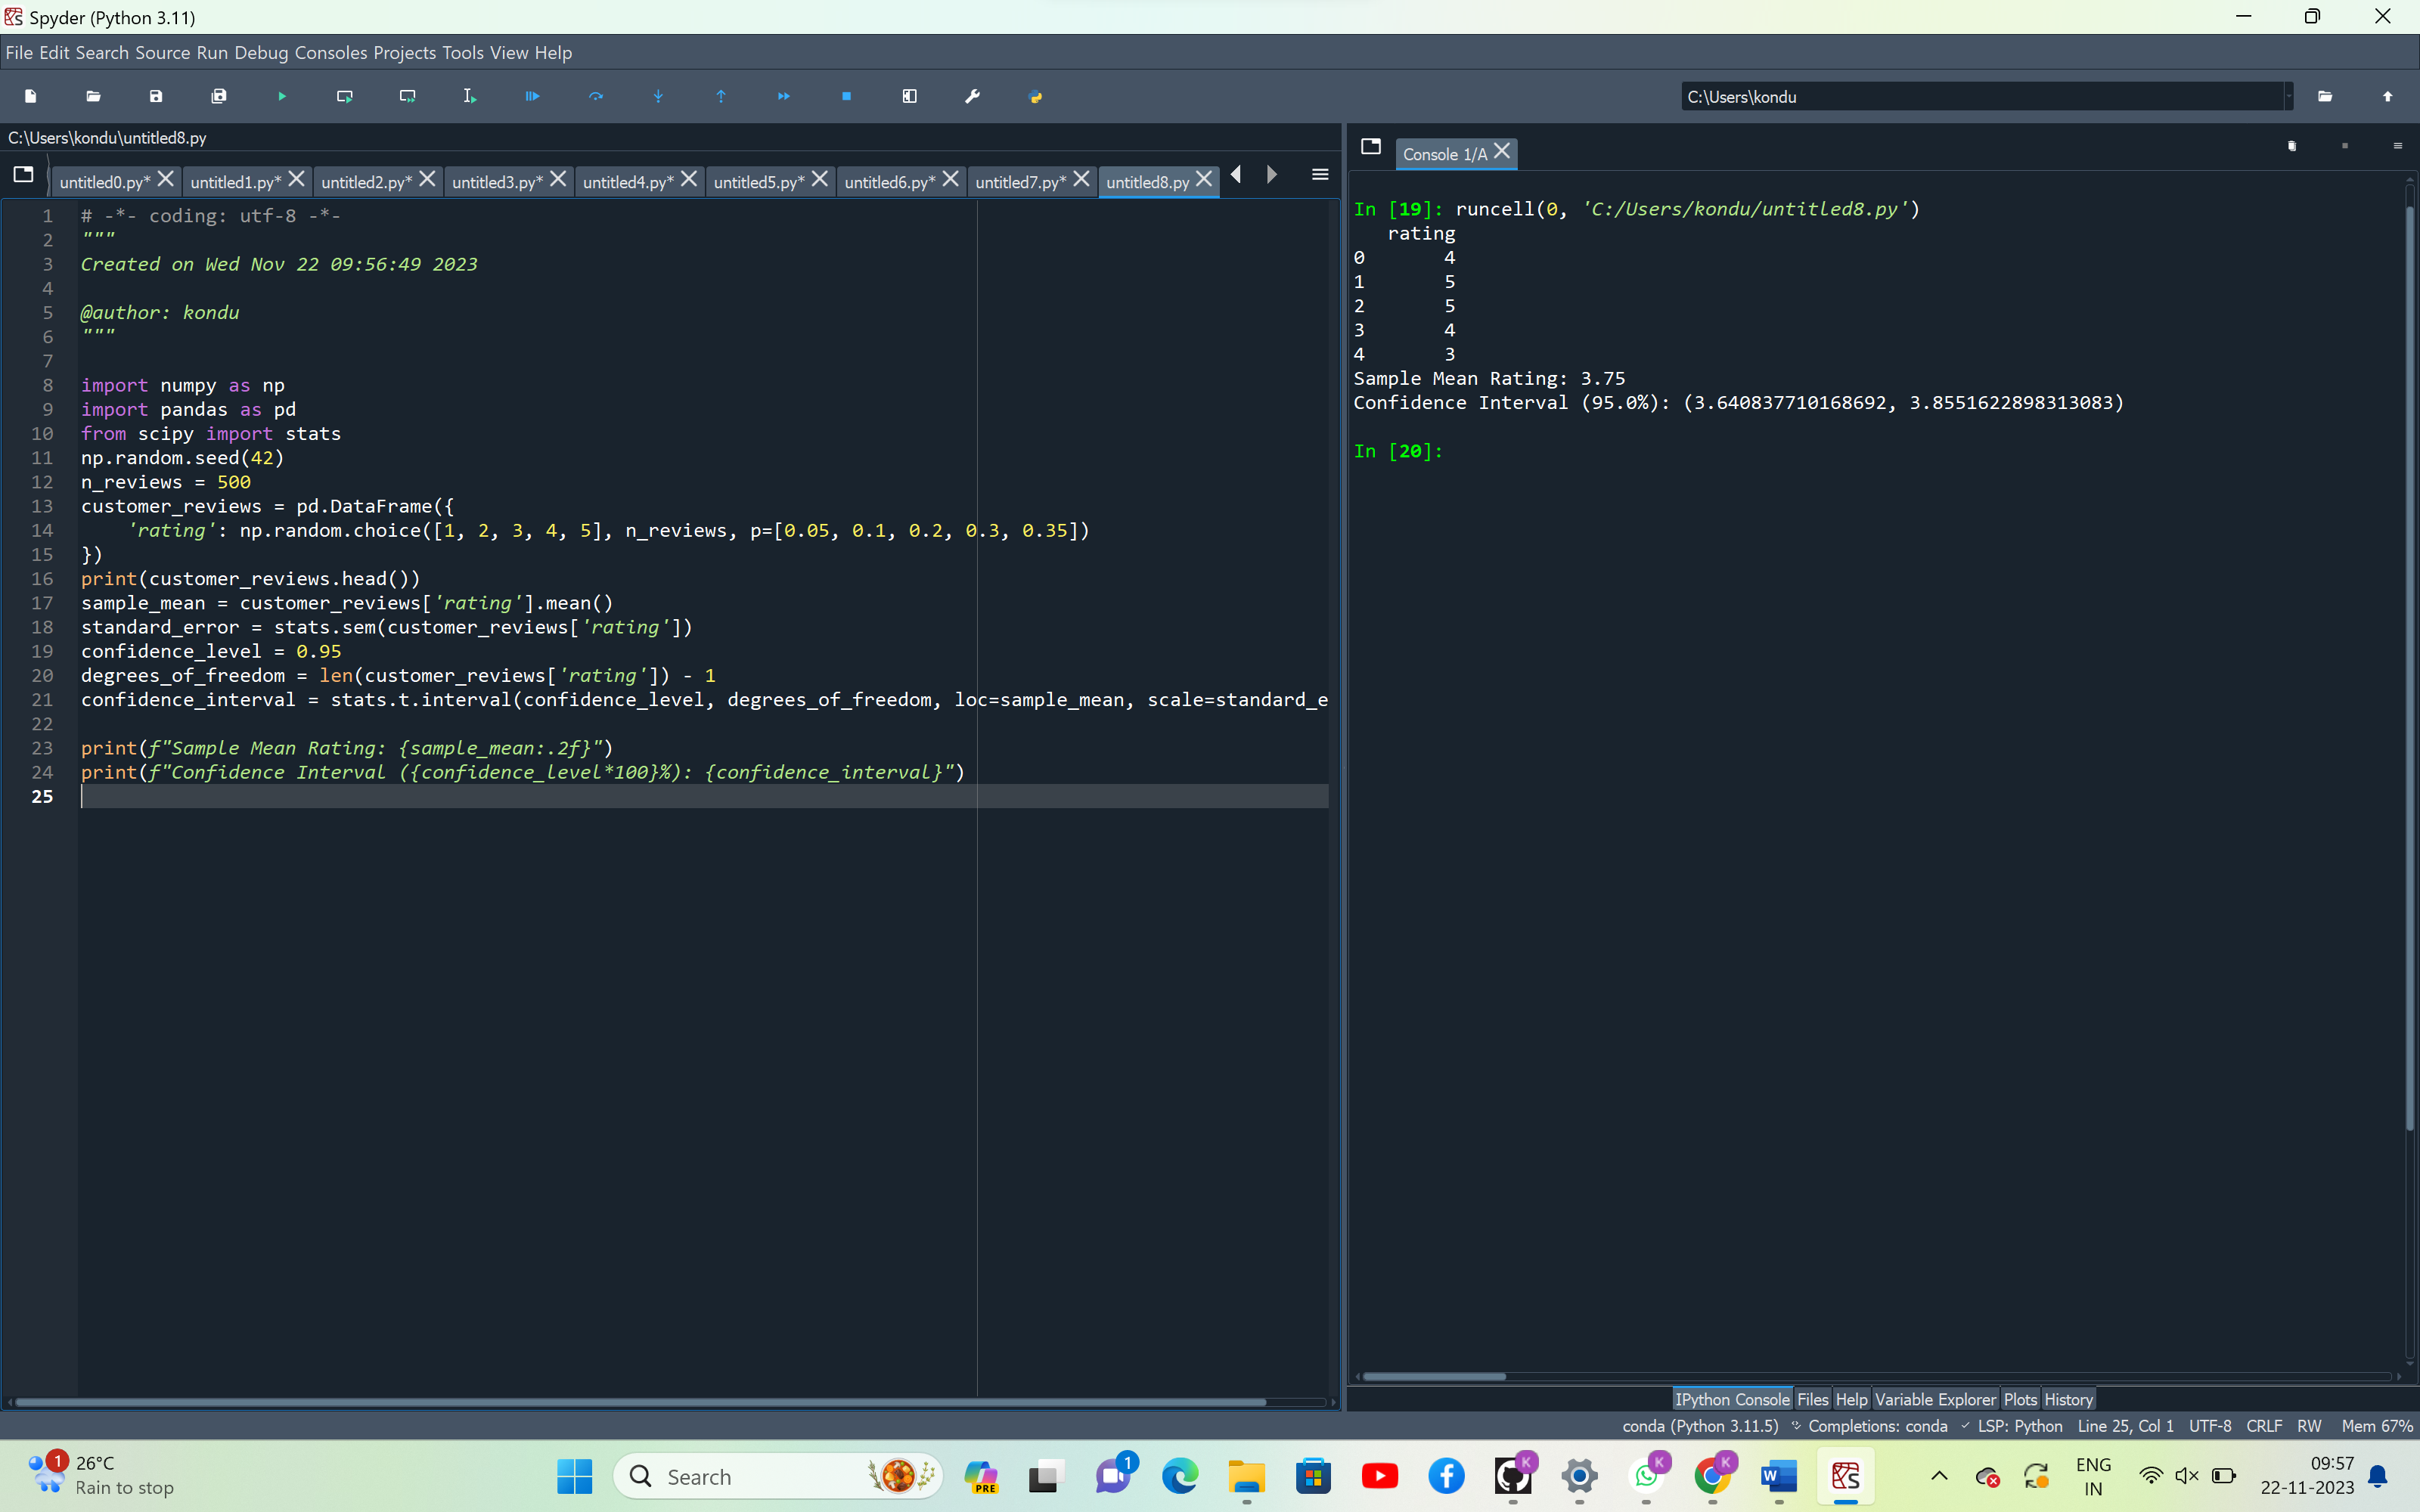 Spyder (Python 3.11)
File Edit Search Source Run Debug Consoles Projects Tools View Help
C:\Users\kondu
C:\Users\kondu\untitled8.py
untitled0.py* untitled1.py* untitled2.py* untitled3.py* untitled4.py* untitled5.py* untitled6.py* untitled7.py* untitled8.py
1 # -*- coding: utf-8 -*-
2 """
3 Created on Wed Nov 22 09:56:49 2023
4
5 @author: kondu
6 """
7
8 import numpy as np
9 import pandas as pd
10 from scipy import stats
11 np.random.seed(42)
12 n_reviews = 500
13 customer_reviews = pd.DataFrame({
14     'rating': np.random.choice([1, 2, 3, 4, 5], n_reviews, p=[0.05, 0.1, 0.2, 0.3, 0.35])
15 })
16 print(customer_reviews.head())
17 sample_mean = customer_reviews['rating'].mean()
18 standard_error = stats.sem(customer_reviews['rating'])
19 confidence_level = 0.95
20 degrees_of_freedom = len(customer_reviews['rating']) - 1
21 confidence_interval = stats.t.interval(confidence_level, degrees_of_freedom, loc=sample_mean, scale=standard_e
22
23 print(f"Sample Mean Rating: {sample_mean:.2f}")
24 print(f"Confidence Interval ({confidence_level*100}%): {confidence_interval}")
25
Console 1/A
In [19]: runcell(0, 'C:/Users/kondu/untitled8.py')
rating
0 4
1 5
2 5
3 4
4 3
Sample Mean Rating: 3.75
Confidence Interval (95.0%): (3.640837710168692, 3.8551622898313083)
In [20]:
IPython Console Files Help Variable Explorer Plots History
conda (Python 3.11.5) Completions: conda LSP: Python Line 25, Col 1 UTF-8 CRLF RW Mem 67%
1
26°C
Rain to stop
Search
PRE
1
K
K
K
W
ENG
IN
09:57
22-11-2023